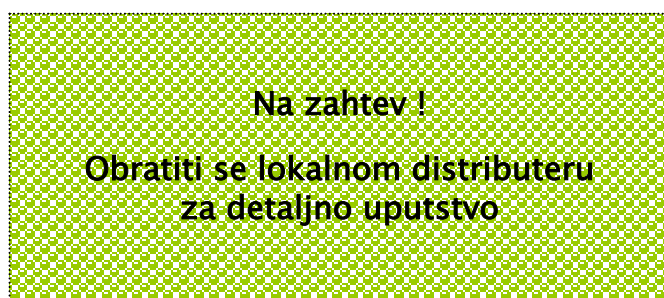 Na zahtev !
Obratiti se lokalnom distributeru
za detaljno uputstvo